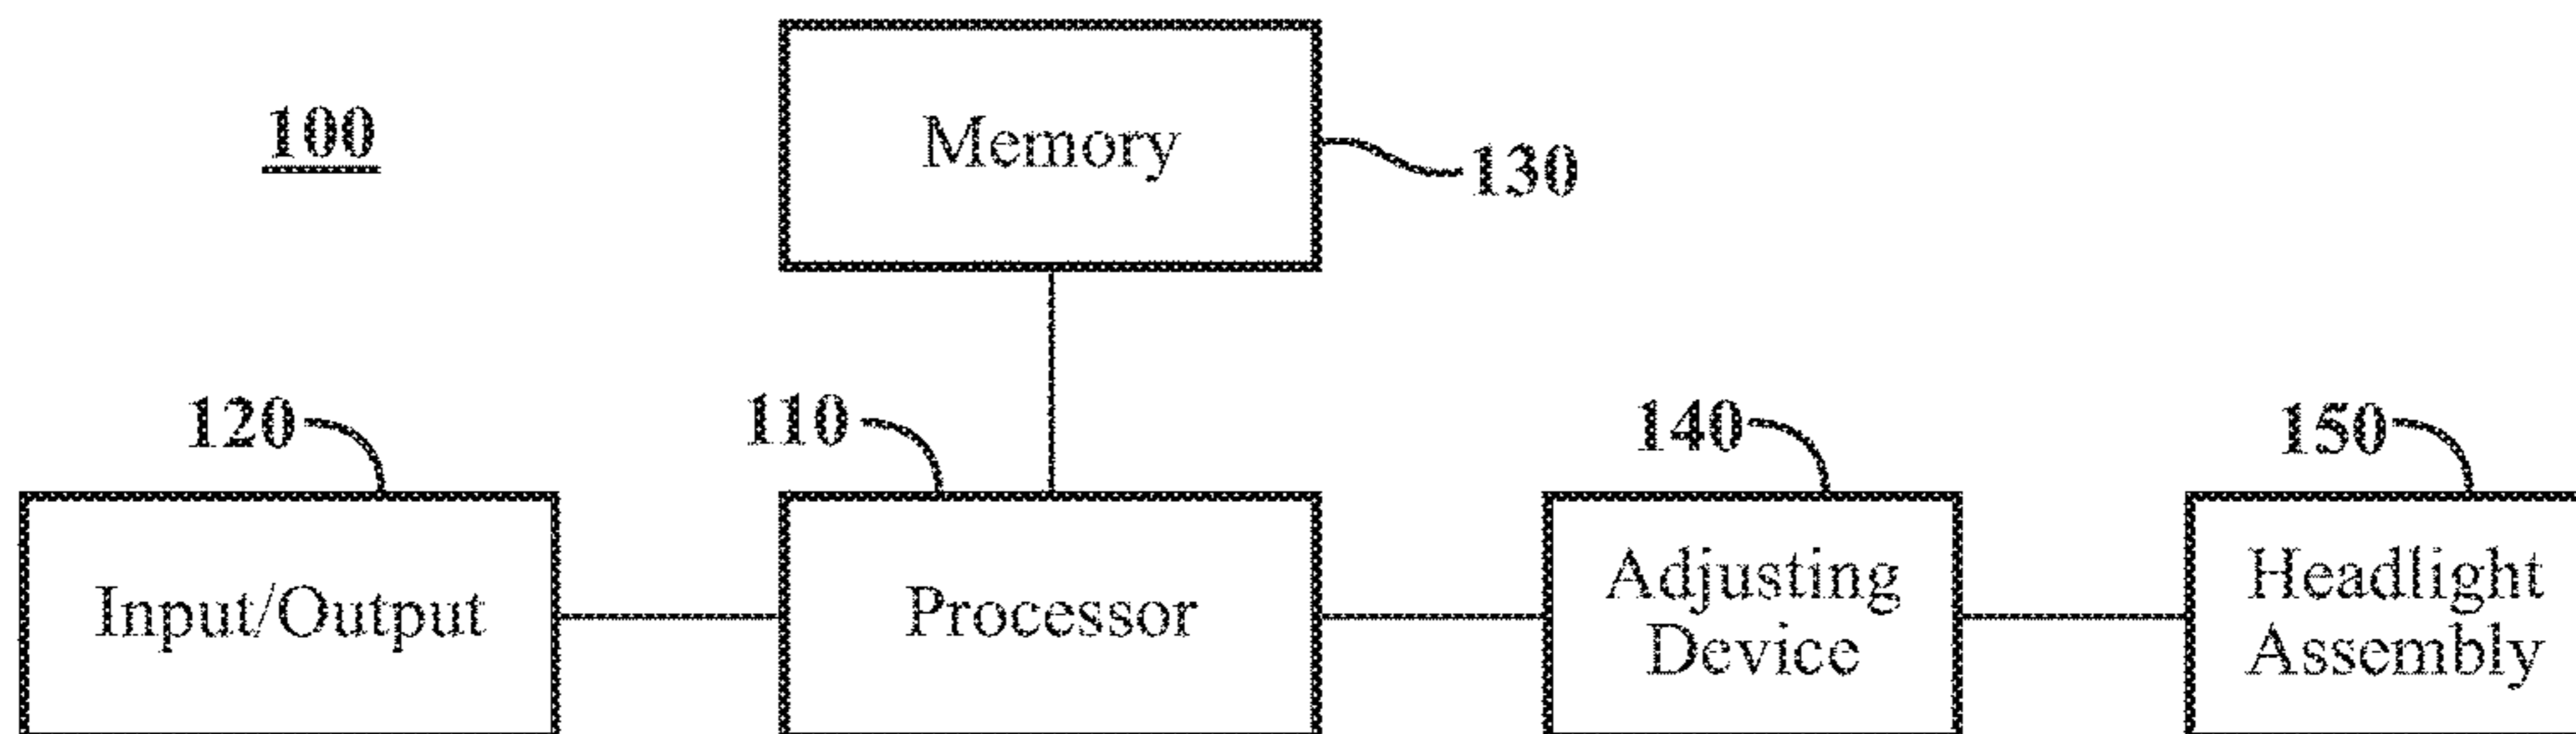 100
Memory
130
120
110
140
150
Input/Output
Processor
Adjusting
Device
Headlight
Assembly